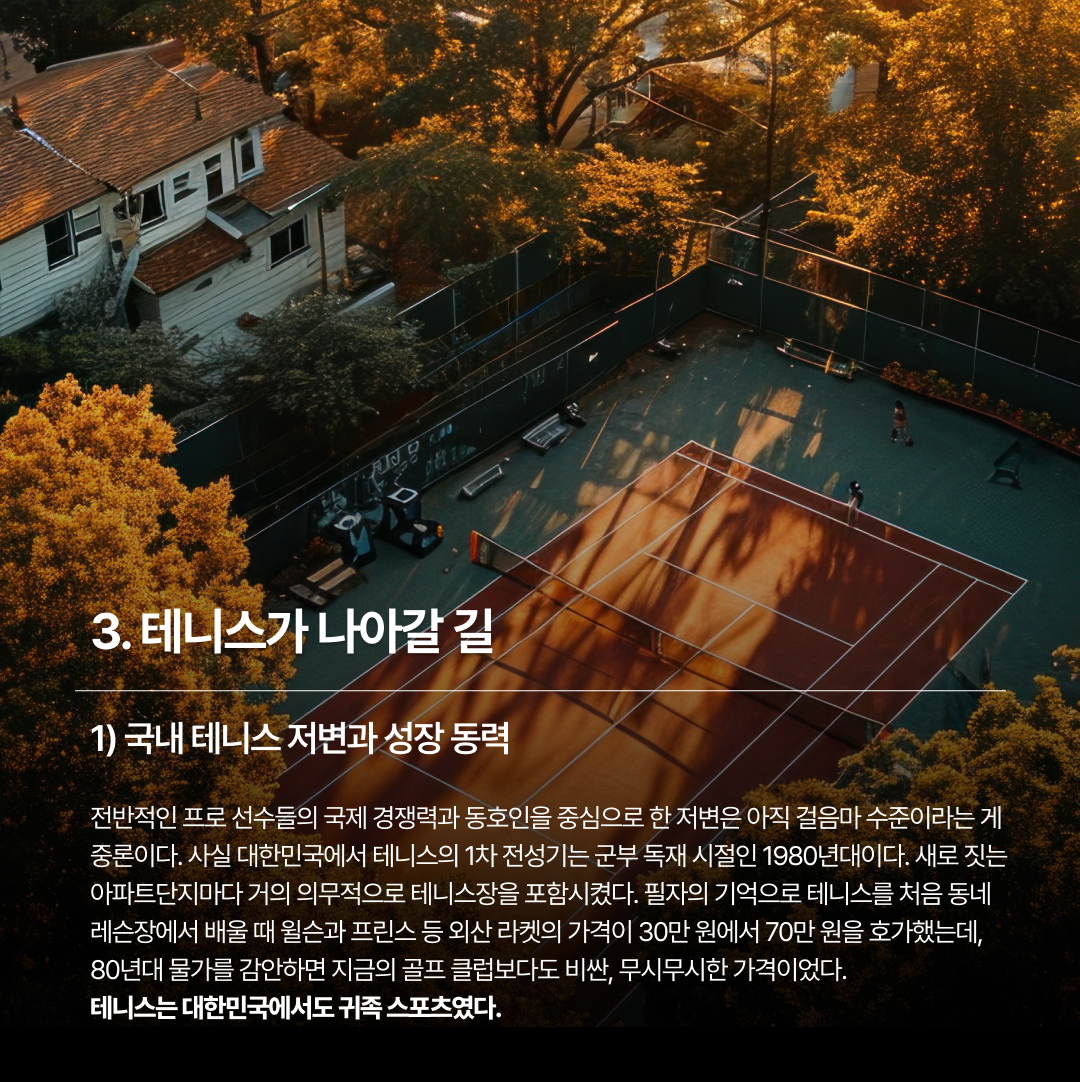 3. 테니스가 나아갈 길
1) 국내 테니스 저변과 성장 동력
전반적인 프로 선수들의 국제 경쟁력과 동호인을 중심으로 한 저변은 아직 걸음마 수준이라는 게
중론이다. 사실 대한민국에서 테니스의 1차 전성기는 군부 독재 시절인 1980년대이다. 새로 짓는
아파트단지마다 거의 의무적으로 테니스장을 포함시켰다. 필자의 기억으로 테니스를 처음 동네
레슨장에서 배울 때 윌슨과 프린스 등 외산 라켓의 가격이 30만 원에서 70만 원을 호가했는데,
80년대 물가를 감안하면 지금의 골프 클럽보다도 비싼, 무시무시한 가격이었다.
테니스는 대한민국에서도 귀족 스포츠였다.